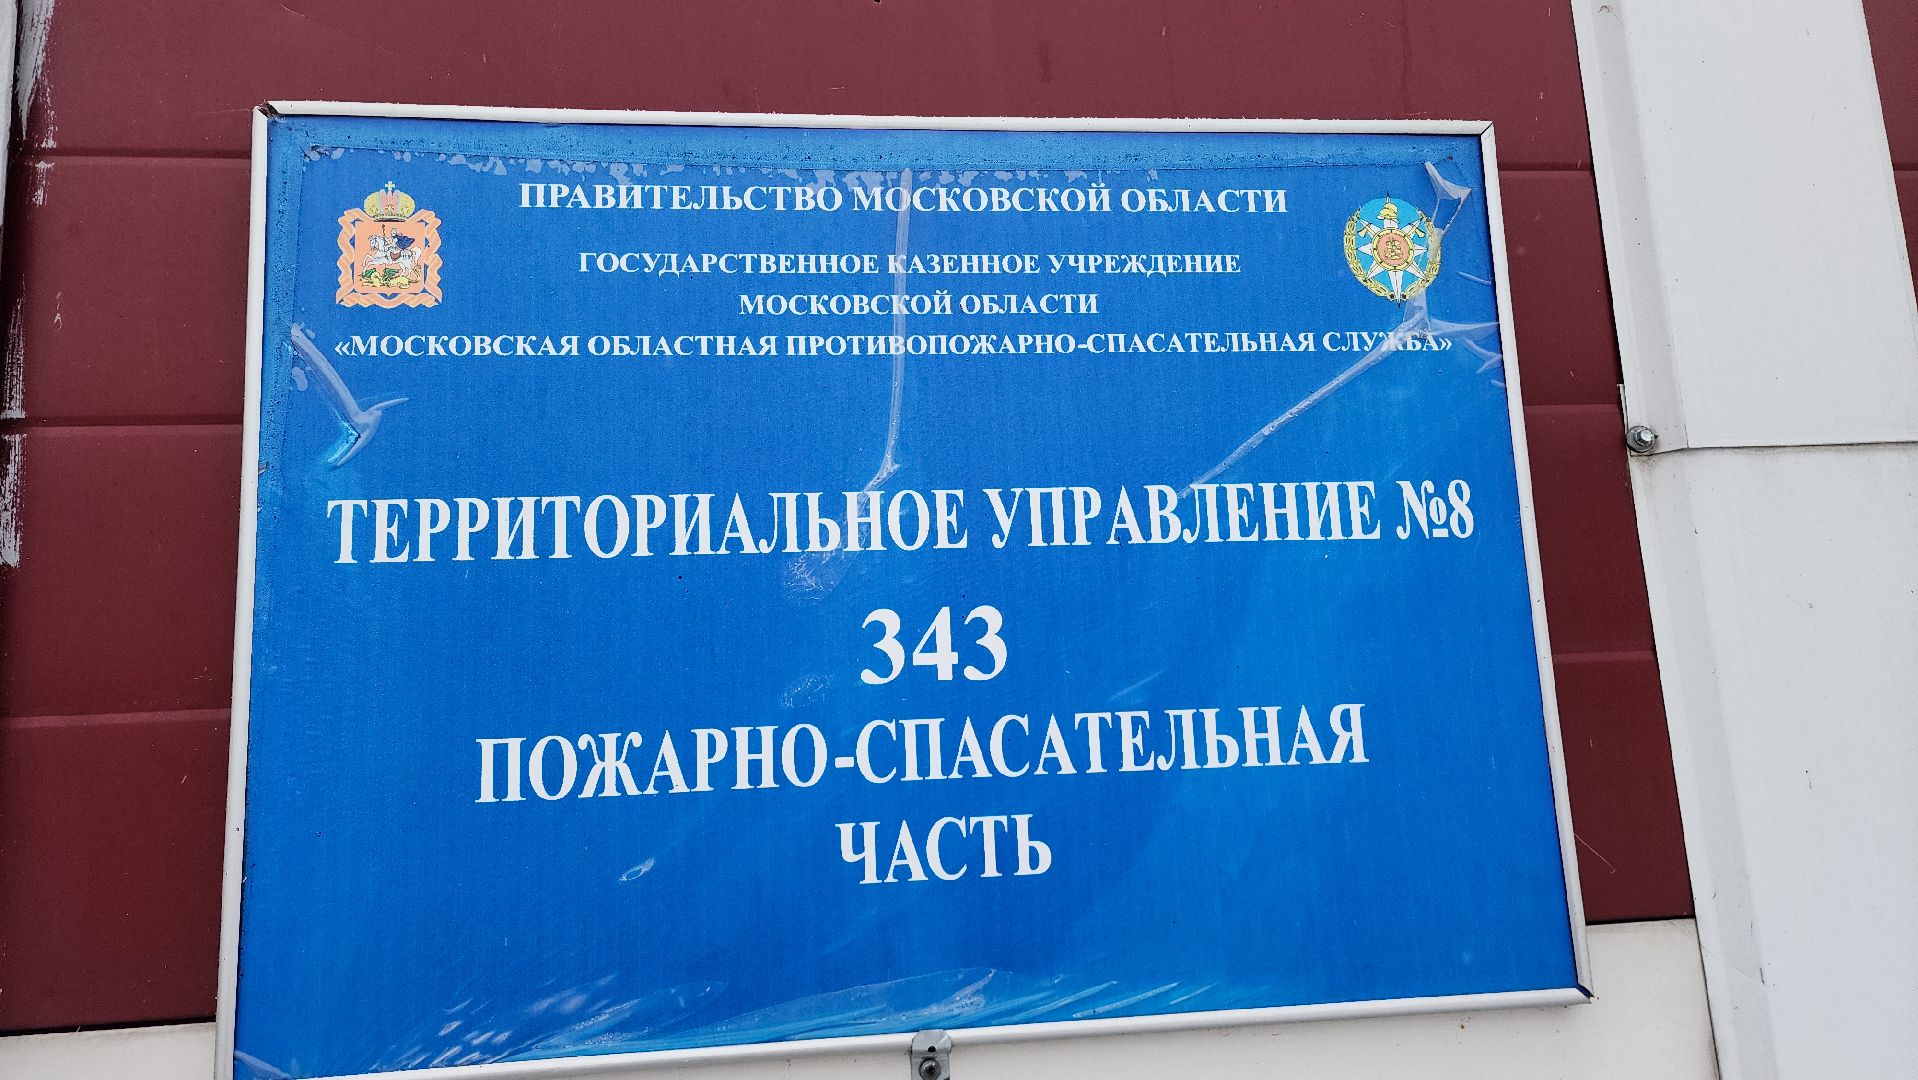 ПРАВИТЕЛЬСТВО МОСКОВСКОЙ ОБЛАСТИ
ГОСУДАРСТВЕННОЕ КАЗЕННОЕ УЧРЕЖДЕНИЕ
МОСКОВСКОЙ ОБЛАСТИ
«МОСКОВСКАЯ ОБЛАСТНАЯ ПРОТИВОПОЖАРНО-СПАСАТЕЛЬНАЯ СЛУЖБА»
ТЕРРИТОРИАЛЬНОЕ УПРАВЛЕНИЕ №8
343
ПОЖАРНО-СПАСАТЕЛЬНАЯ
ЧАСТЬ